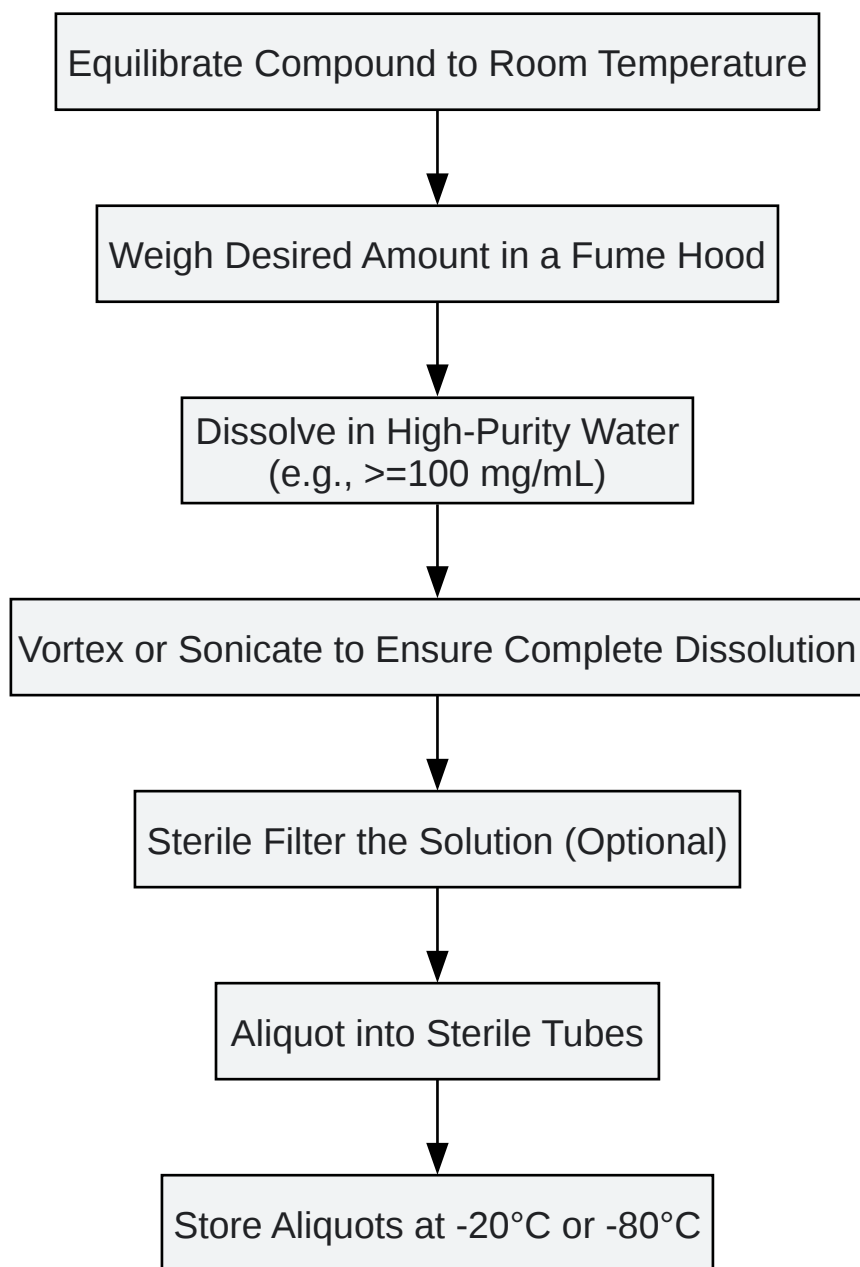 Equilibrate Compound to Room Temperature
Weigh Desired Amount in a Fume Hood
Dissolve in High-Purity Water
(e.g., >=100 mg/mL)
Vortex or Sonicate to Ensure Complete Dissolution
Sterile Filter the Solution (Optional)
Aliquot into Sterile Tubes
Store Aliquots at -20°C or -80°C